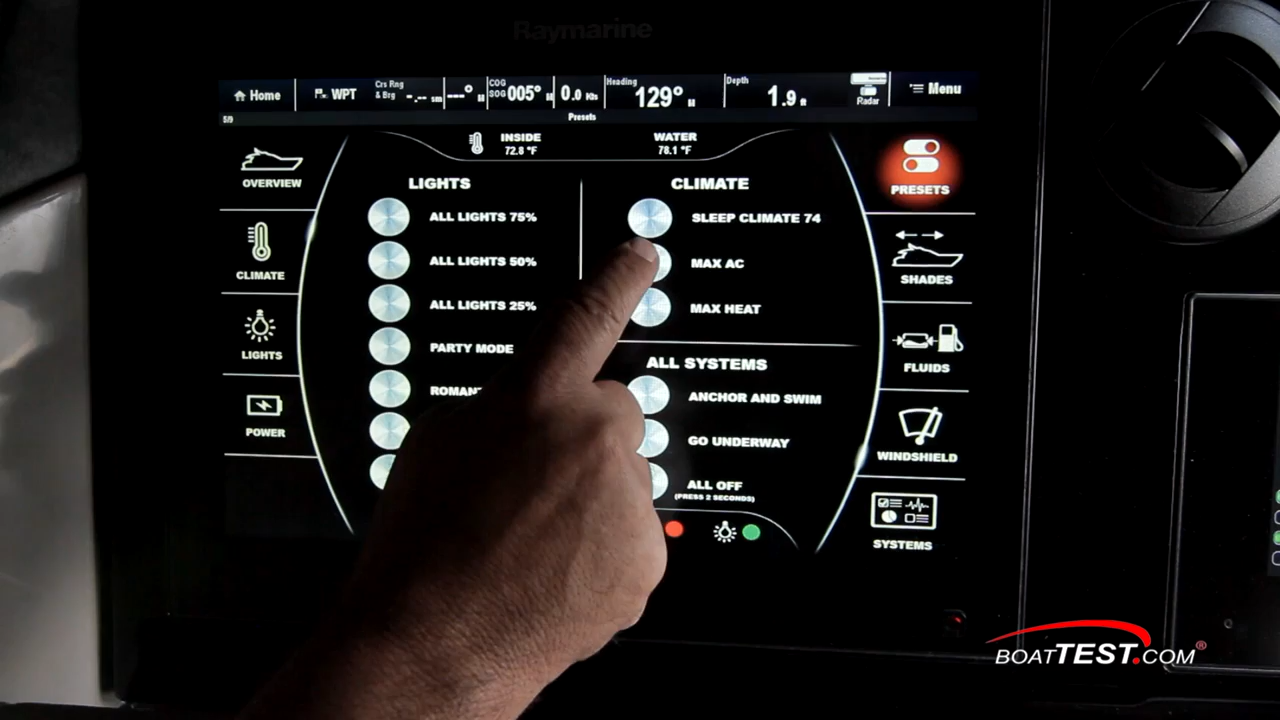 Raymarine
Home
WPT
Crs Rng
& Brg
-.-- sm
---° M
COG
SOG
005° M
0.0 Kts
Heading
129° M
Depth
1.9 ft
Radar
Menu
5/9
Presets
INSIDE
72.8 °F
WATER
78.1 °F
OVERVIEW
CLIMATE
LIGHTS
POWER
LIGHTS
ALL LIGHTS 75%
ALL LIGHTS 50%
ALL LIGHTS 25%
PARTY MODE
CLIMATE
SLEEP CLIMATE 74
MAX AC
MAX HEAT
ALL SYSTEMS
ANCHOR AND SWIM
GO UNDERWAY
ALL OFF
(PRESS 2 SECONDS)
PRESETS
SHADES
FLUIDS
WINDSHIELD
SYSTEMS
BOATTEST.COM®